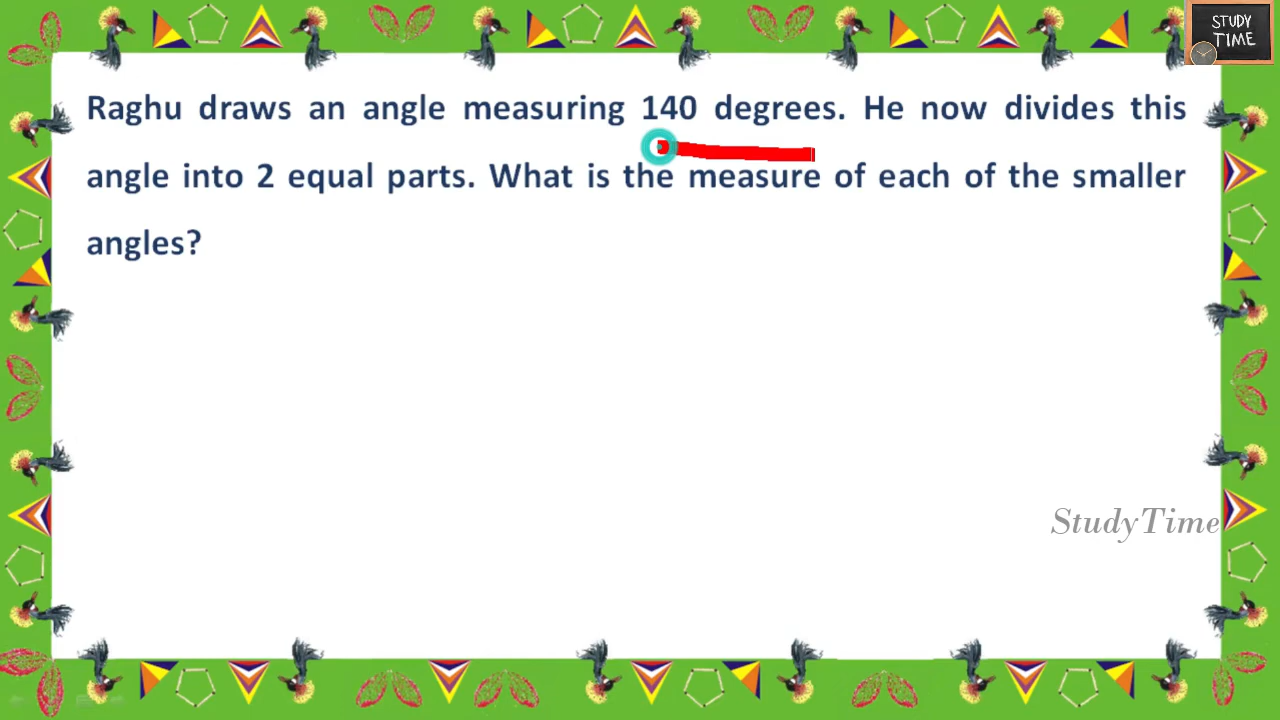 STUDY
TIME
Raghu draws an angle measuring 140 degrees. He now divides this
angle into 2 equal parts. What is the measure of each of the smaller
angles?
StudyTime